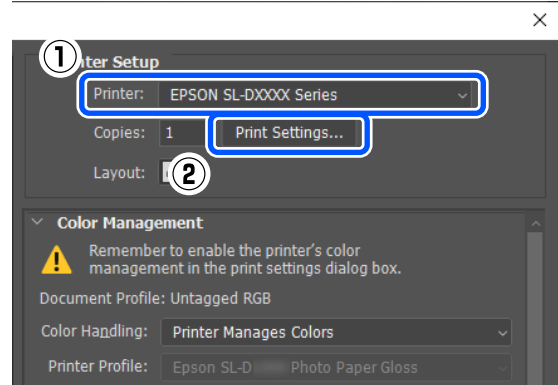 ①
ter Setup
Printer: EPSON SL-DXXXX Series
Copies: 1 Print Settings...
Layout:
②
Color Management
Remember to enable the printer's color
management in the print settings dialog box.
Document Profile: Untagged RGB
Color Handling: Printer Manages Colors
Printer Profile: Epson SL-D Photo Paper Gloss